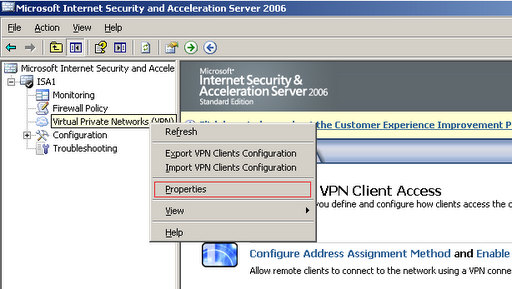 Microsoft Internet Security and Acceleration Server 2006
File Action View Help
Microsoft Internet Security and Accele
ISA1
Monitoring
Firewall Policy
Virtual Private Networks (VPN)
Configuration
Troubleshooting
Refresh
Export VPN Clients Configuration
Import VPN Clients Configuration
Properties
View
Help
Microsoft®
Internet Security &
Acceleration Server 2006
Standard Edition
the Customer Experience Improvement P
VPN Client Access
you define and configure how clients access the c
Configure Address Assignment Method and Enable
Allow remote clients to connect to the network using a VPN conne